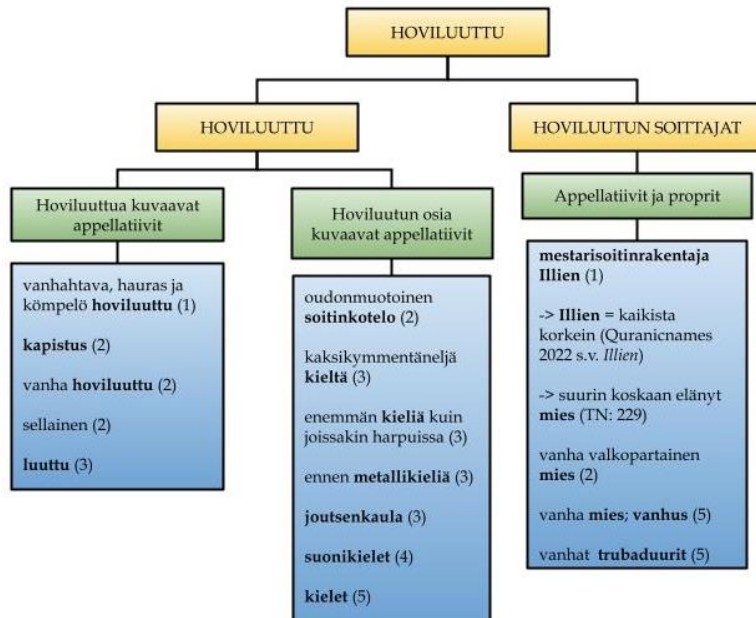 HOVILUUTTU
HOVILUUTTU
HOVILUUTUN SOITTAJAT
Hoviluuttua kuvaavat
appellatiivit
vanhahtava, hauras ja
kömpelö hoviluuttu (1)
kapistus (2)
vanha hoviluuttu (2)
sellainen (2)
luuttu (3)
Hoviluutun osia
kuvaavat appellatiivit
oudonmuotoinen
soitinkotelo (2)
kaksikymmentäneljä
kieltä (3)
enemmän kieliä kuin
joissakin harpuissa (3)
ennen metallikieliä (3)
joutsenkaula (3)
suonikielet (4)
kielet (5)
Appellatiivit ja proprit
mestarisoitinrakentaja
Illien (1)
-> Illien = kaikista
korkein (Quranicnames
2022 s.v. Illien)
-> suurin koskaan elänyt
mies (TN: 229)
vanha valkopartainen
mies (2)
vanha mies; vanhus (5)
vanhat trubaduurit (5)